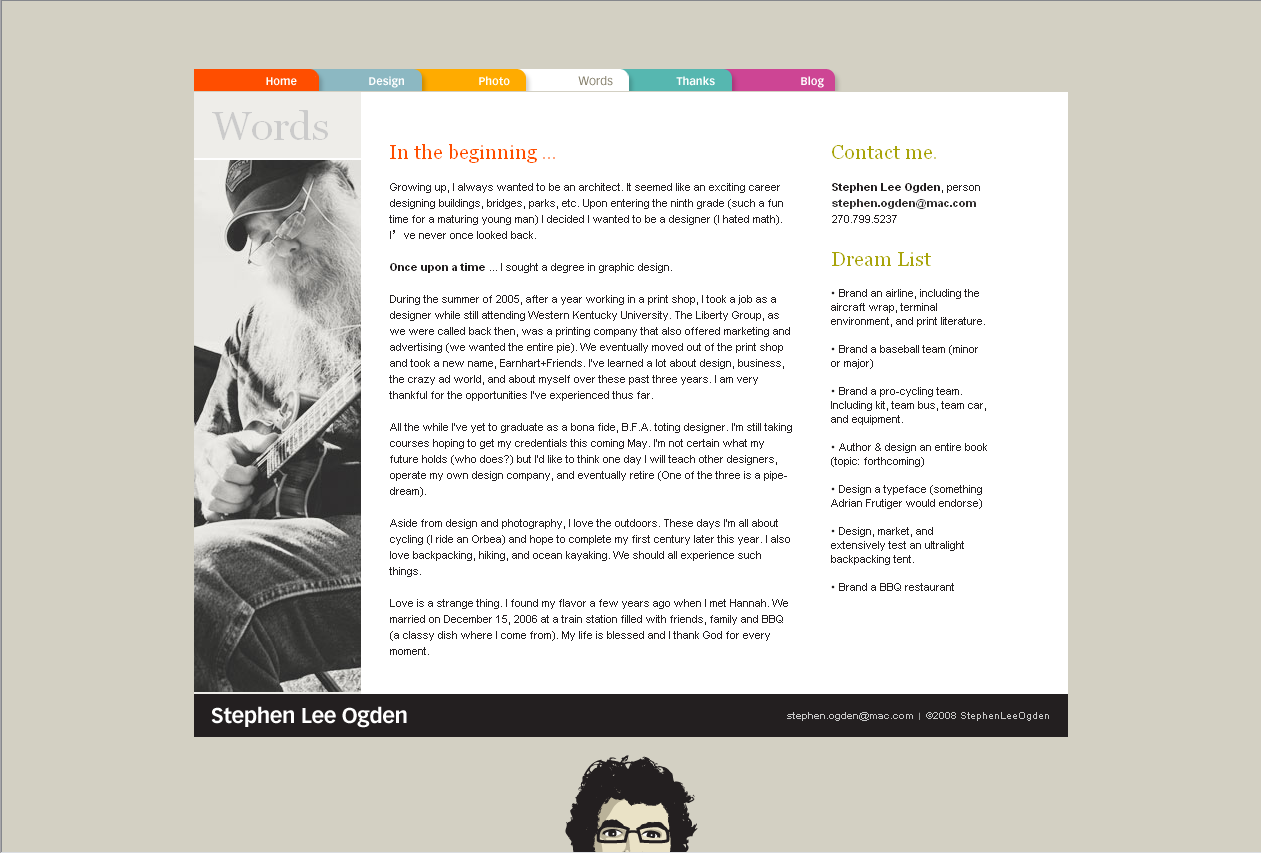 Home Design Photo Words Thanks Blog
Words
In the beginning ...
Growing up, I always wanted to be an architect. It seemed like an exciting career
designing buildings, bridges, parks, etc. Upon entering the ninth grade (such a fun
time for a maturing young man) I decided I wanted to be a designer (I hated math).
I’ve never once looked back.
Once upon a time ... I sought a degree in graphic design.
During the summer of 2005, after a year working in a print shop, I took a job as a
designer while still attending Western Kentucky University. The Liberty Group, as
we were called back then, was a printing company that also offered marketing and
advertising (we wanted the entire pie). We eventually moved out of the print shop
and took a new name, Earnhart+Friends. I've learned a lot about design, business,
the crazy ad world, and about myself over these past three years. I am very
thankful for the opportunities I've experienced thus far.
All the while I've yet to graduate as a bona fide, B.F.A. toting designer. I'm still taking
courses hoping to get my credentials this coming May. I'm not certain what my
future holds (who does?) but I'd like to think one day I will teach other designers,
operate my own design company, and eventually retire (One of the three is a pipe-
dream).
Aside from design and photography, I love the outdoors. These days I'm all about
cycling (I ride an Orbea) and hope to complete my first century later this year. I also
love backpacking, hiking, and ocean kayaking. We should all experience such
things.
Love is a strange thing. I found my flavor a few years ago when I met Hannah. We
married on December 15, 2006 at a train station filled with friends, family and BBQ
(a classy dish where I come from). My life is blessed and I thank God for every
moment.
Contact me.
Stephen Lee Ogden, person
stephen.ogden@mac.com
270.799.5237
Dream List
• Brand an airline, including the
aircraft wrap, terminal
environment, and print literature.
• Brand a baseball team (minor
or major)
• Brand a pro-cycling team.
Including kit, team bus, team car,
and equipment.
• Author & design an entire book
(topic: forthcoming)
• Design a typeface (something
Adrian Frutiger would endorse)
• Design, market, and
extensively test an ultralight
backpacking tent.
• Brand a BBQ restaurant
Stephen Lee Ogden
stephen.ogden@mac.com | ©2008 StephenLeeOgden